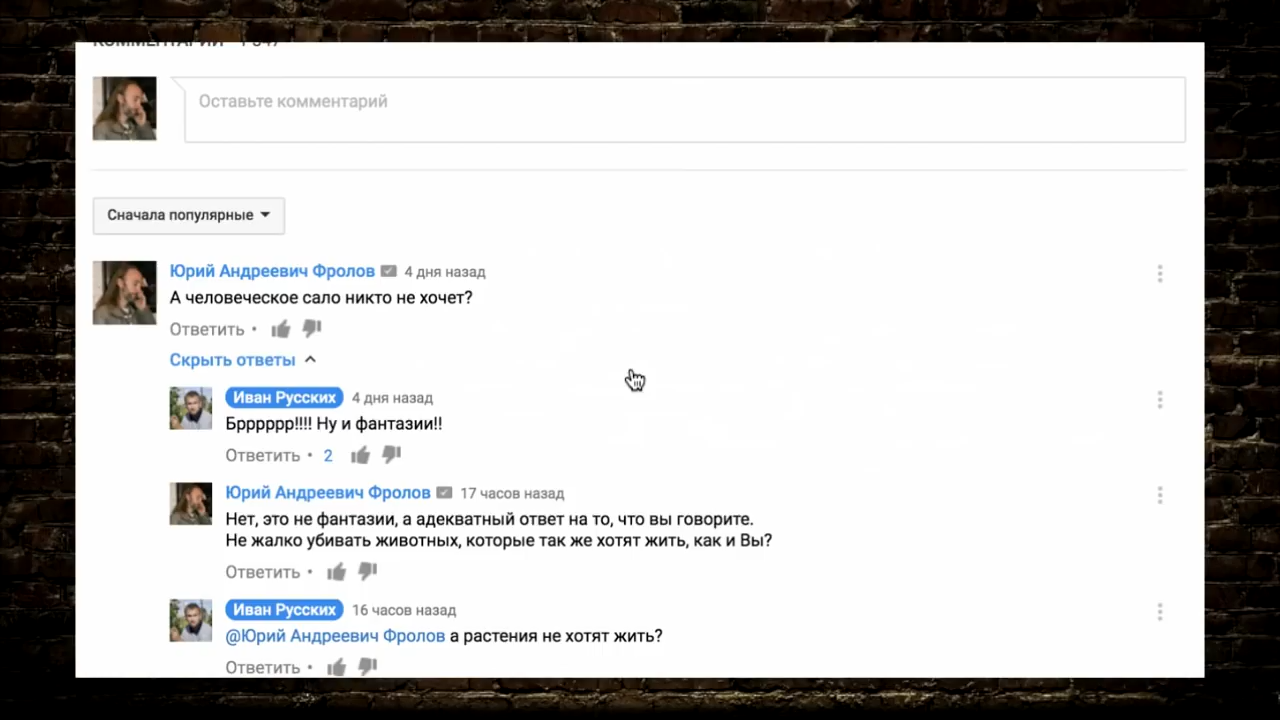 КОММЕНТАРИИ • 1 347
Оставьте комментарий
Сначала популярные
Юрий Андреевич Фролов 4 дня назад
А человеческое сало никто не хочет?
Ответить •
Скрыть ответы
Иван Русских 4 дня назад
Брррррр!!!! Ну и фантазии!!
Ответить • 2
Юрий Андреевич Фролов 17 часов назад
Нет, это не фантазии, а адекватный ответ на то, что вы говорите.
Не жалко убивать животных, которые так же хотят жить, как и Вы?
Ответить •
Иван Русских 16 часов назад
@Юрий Андреевич Фролов а растения не хотят жить?
Ответить •